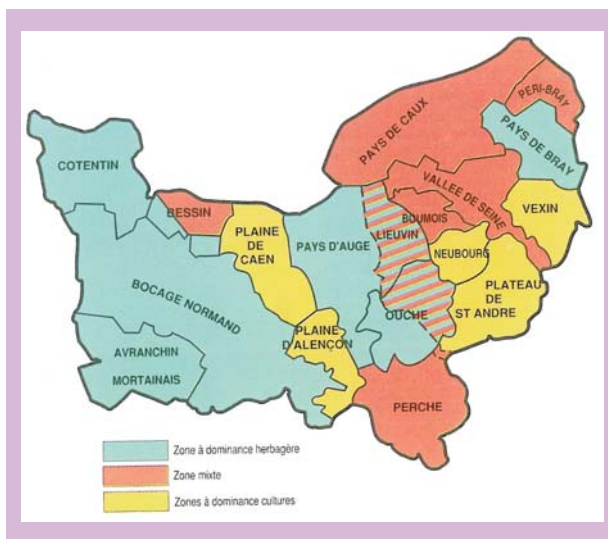 PERI-BRAY
PAYS DE CAUX
PAYS DE BRAY
COTENTIN
VALLEE DE SEINE
BESSIN
VEXIN
ROUMOIS
PLAINE
DE
CAEN
LIEUVIN
PAYS D'AUGE
NEUBOURG
BOCAGE NORMAND
PLATEAU
DE
ST ANDRE
OUCHE
PLAINE
D'ALENÇON
AVRANCHIN
MORTAINAIS
PERCHE
Zone à dominance herbagère
Zone mixte
Zones à dominance cultures